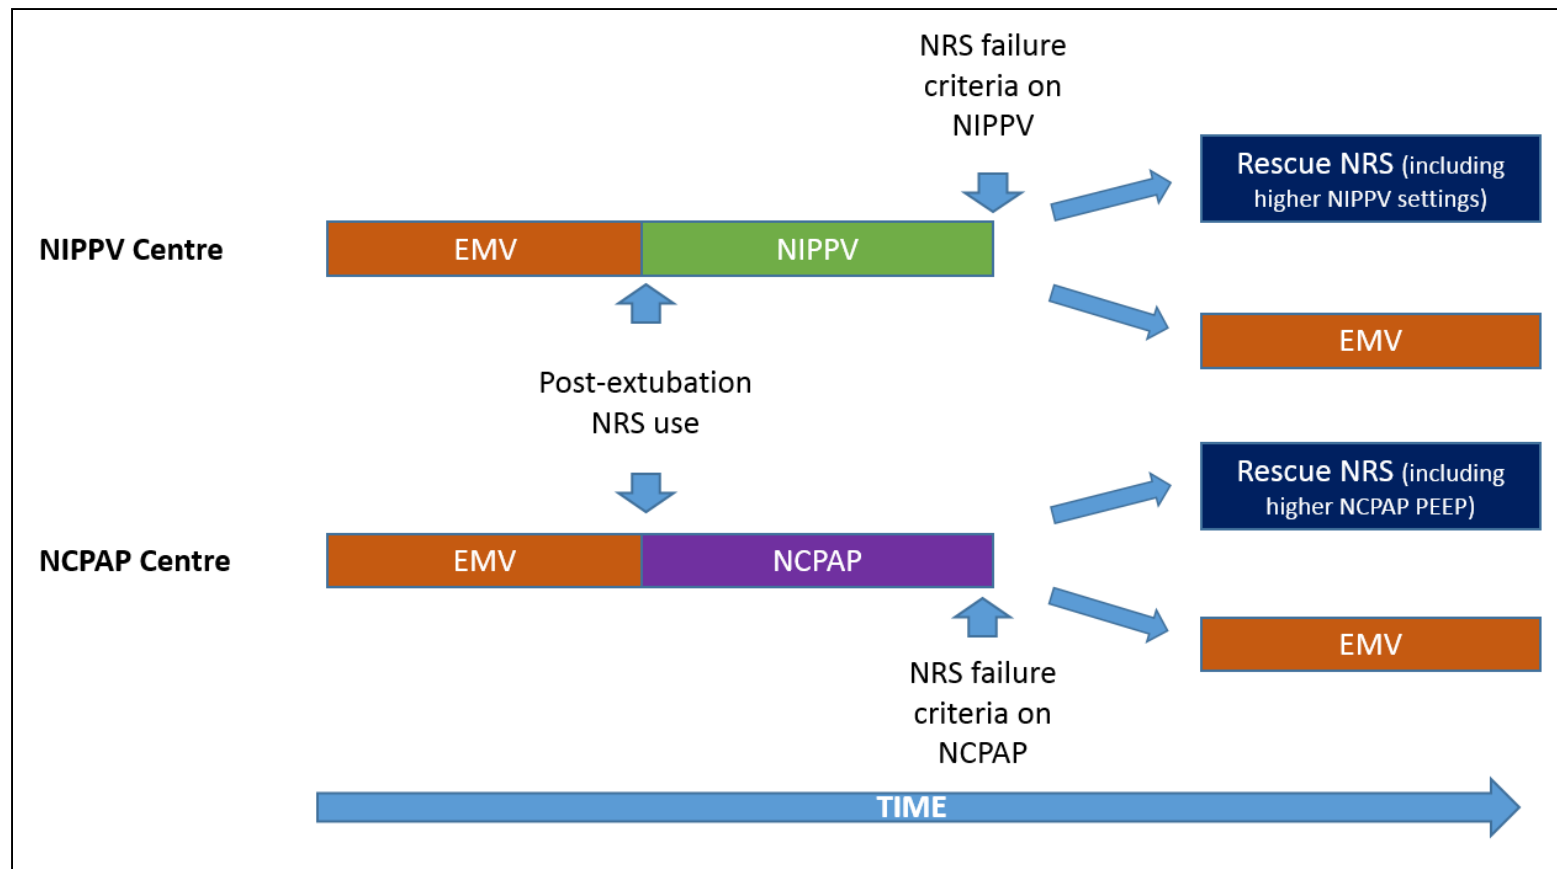 NRS failure
criteria on
NIPPV
Rescue NRS (including
higher NIPPV settings)
NIPPV Centre
EMV
NIPPV
EMV
Post-extubation
NRS use
Rescue NRS (including
higher NCPAP PEEP)
NCPAP Centre
EMV
NCPAP
EMV
NRS failure
criteria on
NCPAP
TIME